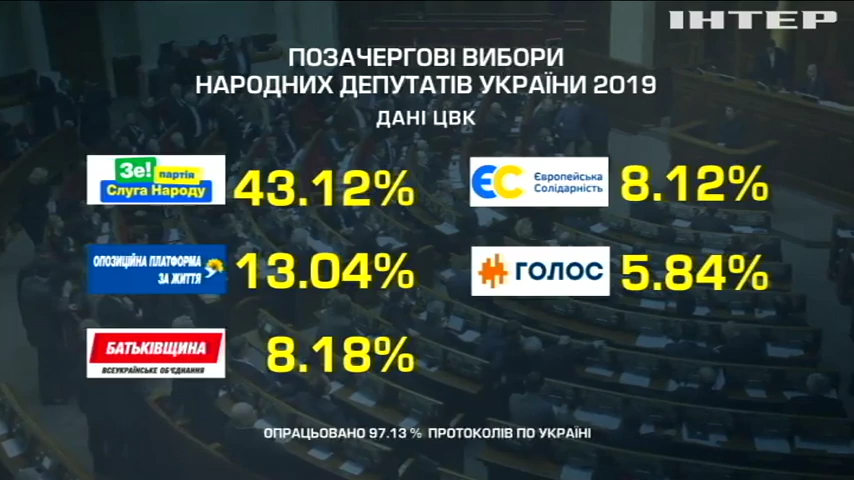 ІНТЕР
ПОЗАЧЕРГОВІ ВИБОРИ
НАРОДНИХ ДЕПУТАТІВ УКРАЇНИ 2019
ДАНІ ЦВК
Зе! партія
Слуга Народу
43.12%
ОПОЗИЦІЙНА ПЛАТФОРМА
ЗА ЖИТТЯ
13.04%
БАТЬКІВЩИНА
ВСЕУКРАЇНСЬКЕ ОБ'ЄДНАННЯ
8.18%
ЄС Європейська
Солідарність
8.12%
ГОЛОС
5.84%
ОПРАЦЬОВАНО 97.13 % ПРОТОКОЛІВ ПО УКРАЇНІ